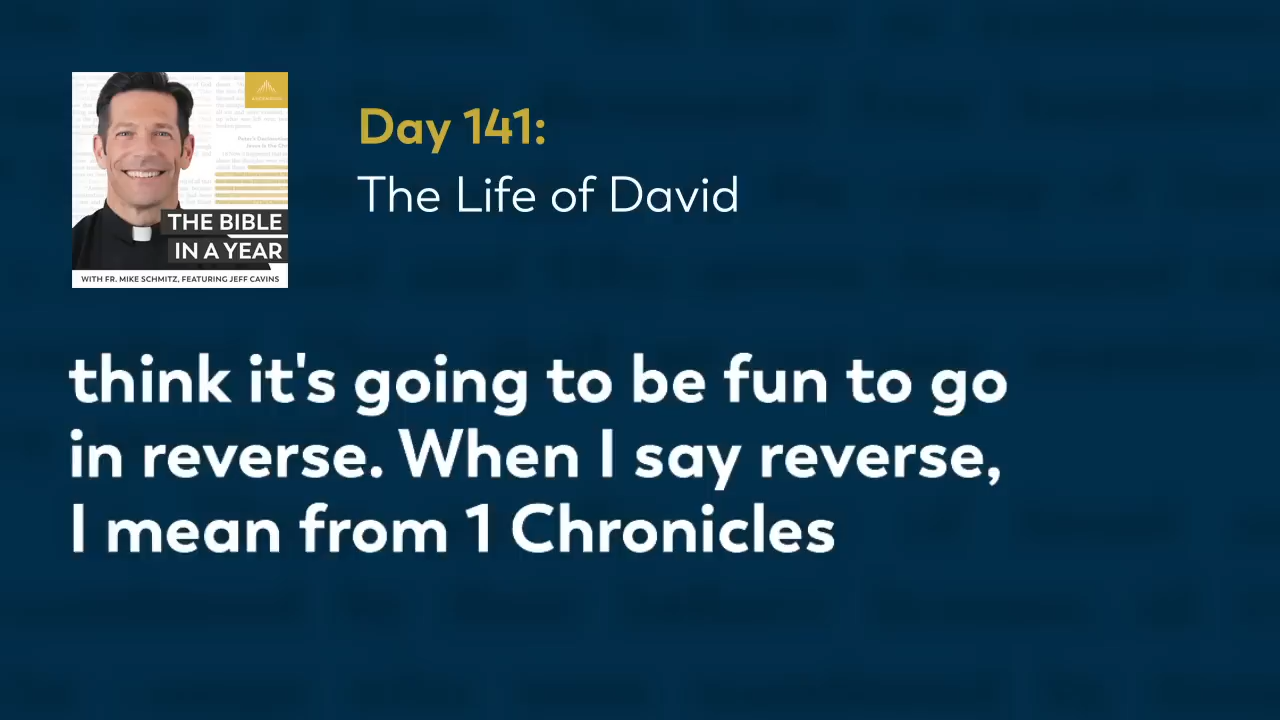 Day 141:
The Life of David
THE BIBLE
IN A YEAR
WITH FR. MIKE SCHMITZ, FEATURING JEFF CAVINS
think it's going to be fun to go
in reverse. When I say reverse,
I mean from 1 Chronicles